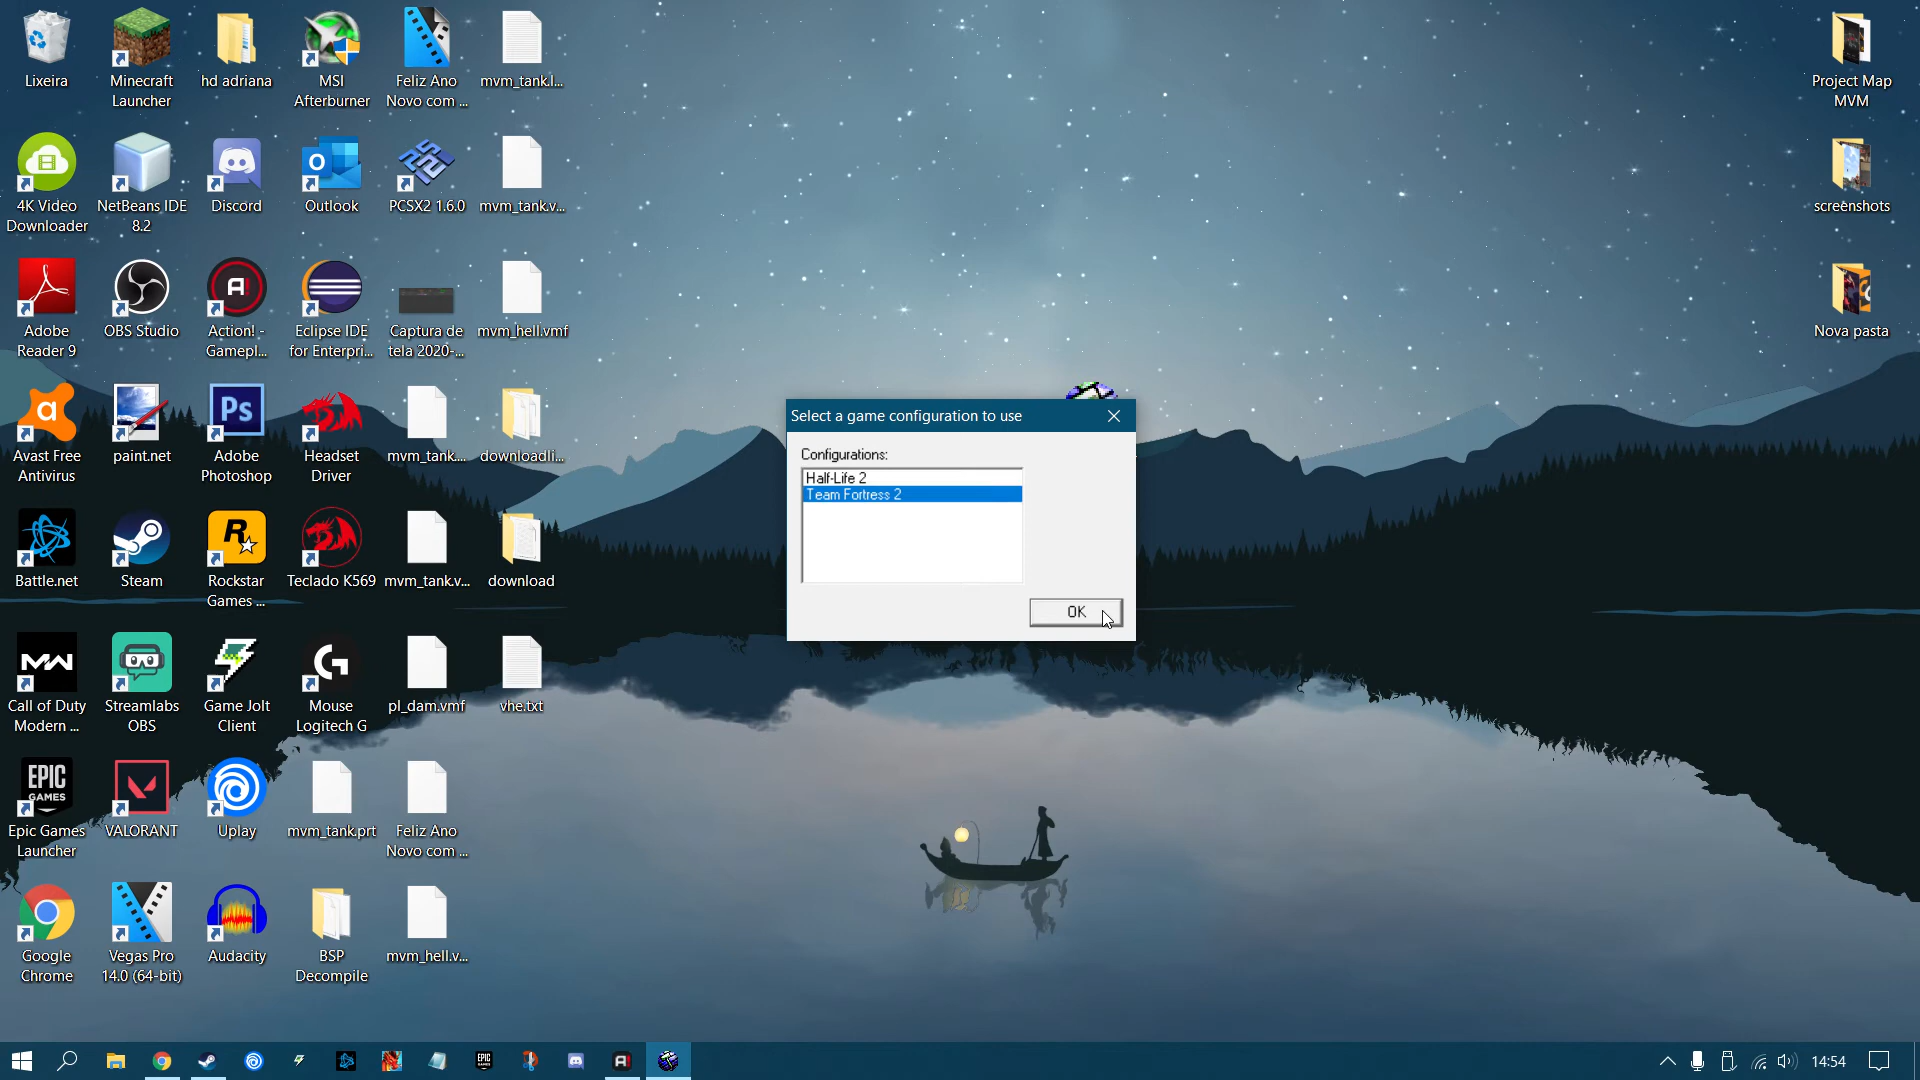 Lixeira
Minecraft
Launcher
hd adriana
MSI
Afterburner
Feliz Ano
Novo com ...
mvm_tank.l...
4K Video
Downloader
NetBeans IDE
8.2
Discord
Outlook
PCSX2 1.6.0
mvm_tank.v...
Adobe
Reader 9
OBS Studio
Action! -
Gamepl...
Eclipse IDE
for Enterpri...
Captura de
tela 2020-...
mvm_hell.vmf
Avast Free
Antivirus
paint.net
Adobe
Photoshop
Headset
Driver
mvm_tank....
downloadli...
Battle.net
Steam
Rockstar
Games ...
Teclado K569
mvm_tank.v...
download
Call of Duty
Modern ...
Streamlabs
OBS
Game Jolt
Client
Mouse
Logitech G
pl_dam.vmf
vhe.txt
EPIC
GAMES
Epic Games
Launcher
VALORANT
Uplay
mvm_tank.prt
Feliz Ano
Novo com ...
Google
Chrome
Vegas Pro
14.0 (64-bit)
Audacity
BSP
Decompile
mvm_hell.v...
Project Map
MVM
screenshots
Nova pasta
Select a game configuration to use
Configurations:
Half-Life 2
Team Fortress 2
OK
14:54